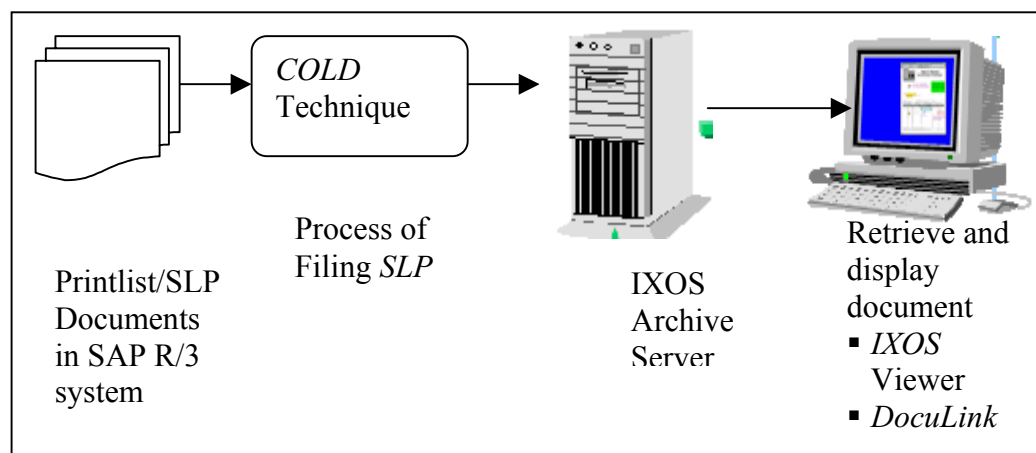 COLD
Technique
Process of
Filing SLP
Printlist/SLP
Documents
in SAP R/3
system
IXOS
Archive
Server
Retrieve and
display
document
▪ IXOS
Viewer
▪ DocuLink